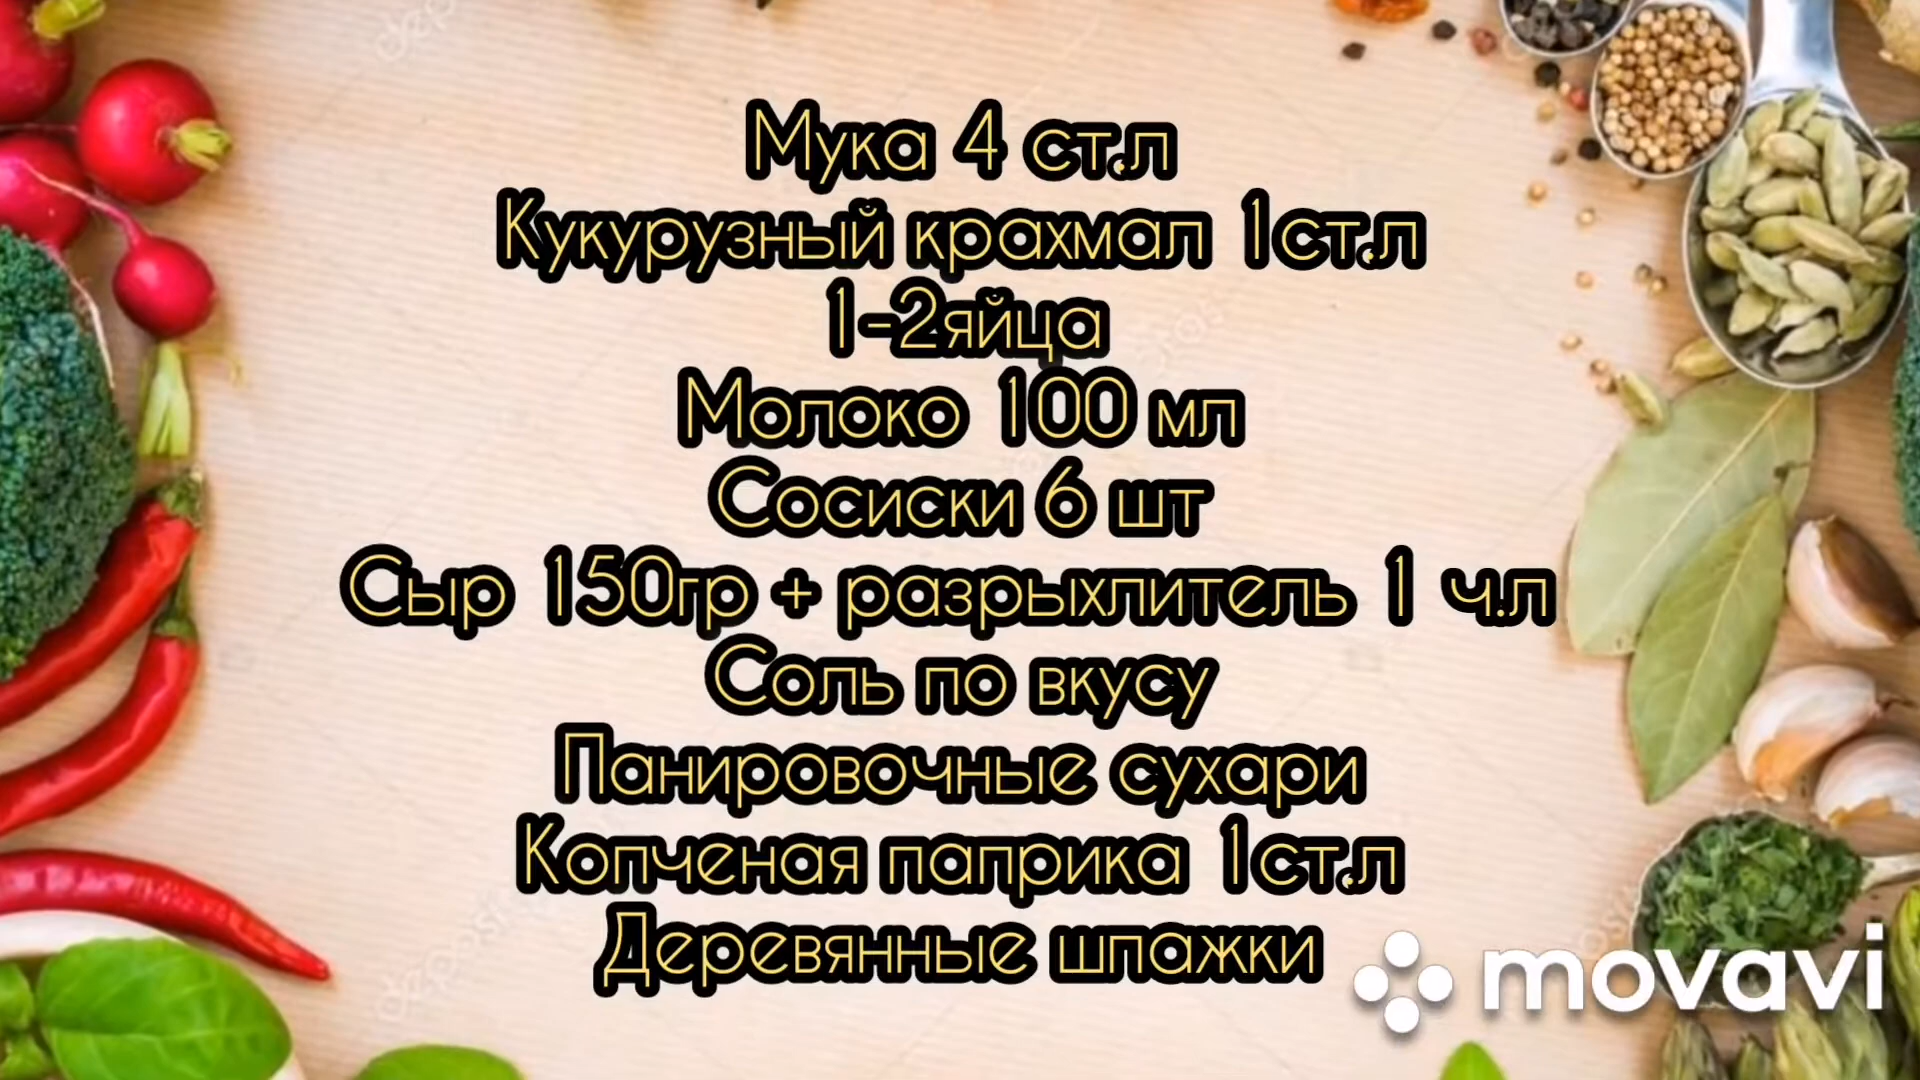 Мука 4 ст.л
Кукурузный крахмал 1ст.л
1-2яйца
Молоко 100 мл
Сосиски 6 шт
Сыр 150гр + разрыхлитель 1 ч.л
Соль по вкусу
Панировочные сухари
Копченая паприка 1ст.л
Деревянные шпажки
movavi
depositphotos